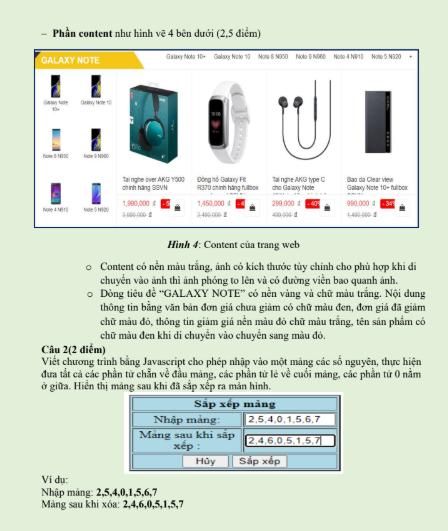 – Phần content như hình vẽ 4 bên dưới (2,5 điểm)
GALAXY NOTE
Galaxy Note 10+ Galaxy Note 10 Note 8 N950 Note 9 N960 Note 4 N910 Note 5 N920
Galaxy Note 10+
Galaxy Note 10
Note 8 N950
Note 9 N960
Note 4 N910
Note 5 N920
Tai nghe over AKG Y500
chính hãng SSVN
1,990,000 đ
Đồng hồ Galaxy Fit
R370 chính hãng fullbox
1,450,000 đ
Tai nghe AKG type C
cho Galaxy Note
299,000 đ -40%
Bao da Clear view
Galaxy Note 10+ fullbox
990,000 đ -34%
Hình 4: Content của trang web
o Content có nền màu trắng, ảnh có kích thước tùy chỉnh cho phù hợp khi di
chuyển vào ảnh thì ảnh phóng to lên và có đường viền bao quanh ảnh.
o Dòng tiêu đề “GALAXY NOTE” có nền vàng và chữ màu trắng. Nội dung
thông tin bằng văn bản đơn giá chưa giảm có chữ màu đen, đơn giá đã giảm
chữ màu đỏ, thông tin giảm giá nền màu đỏ chữ màu trắng, tên sản phẩm có
chữ màu đen khi di chuyển vào chuyển sang màu đỏ.
Câu 2(2 điểm)
Viết chương trình bằng Javascript cho phép nhập vào một mảng các số nguyên, thực hiện
đưa tất cả các phần tử chẵn về đầu mảng, các phần tử lẻ về cuối mảng, các phần tử 0 nằm
ở giữa. Hiển thị mảng sau khi đã sắp xếp ra màn hình.
Sắp xếp mảng
Nhập mảng: 2,5,4,0,1,5,6,7
Mảng sau khi sắp
xếp : 2,4,6,0,5,1,5,7
Hủy Sắp xếp
Ví dụ:
Nhập mảng: 2,5,4,0,1,5,6,7
Mảng sau khi xóa: 2,4,6,0,5,1,5,7